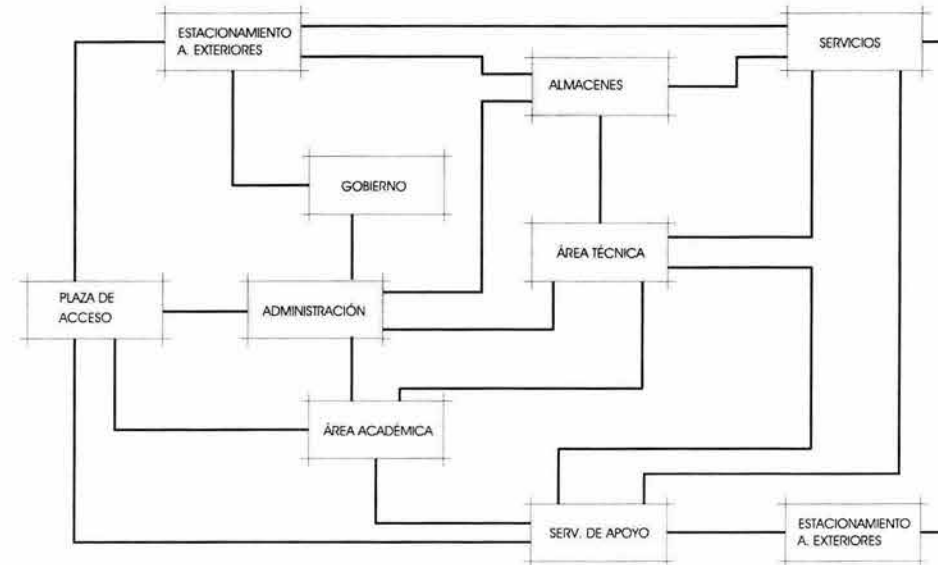 ESTACIONAMIENTO
A. EXTERIORES
SERVICIOS
ALMACENES
GOBIERNO
ÁREA TÉCNICA
PLAZA DE
ACCESO
ADMINISTRACIÓN
ÁREA ACADÉMICA
SERV. DE APOYO
ESTACIONAMIENTO
A. EXTERIORES